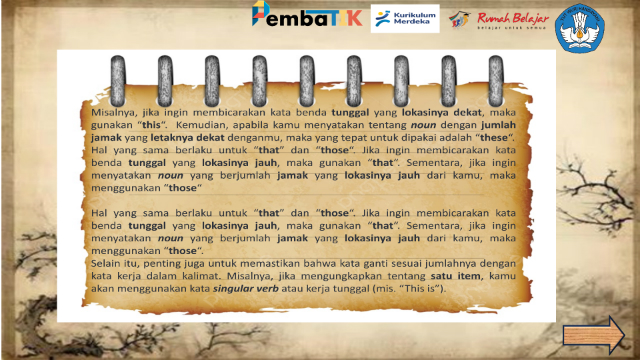 PembaTIK
Kurikulum
Merdeka
Rumah Belajar
belajar untuk semua
Misalnya, jika ingin membicarakan kata benda tunggal yang lokasinya dekat, maka
gunakan “this“. Kemudian, apabila kamu menyatakan tentang noun dengan jumlah
jamak yang letaknya dekat denganmu, maka yang tepat untuk dipakai adalah “these“.
Hal yang sama berlaku untuk ”that” dan ”those“. Jika ingin membicarakan kata
benda tunggal yang lokasinya jauh, maka gunakan “that”. Sementara, jika ingin
menyatakan noun yang berjumlah jamak yang lokasinya jauh dari kamu, maka
menggunakan ”those“
Hal yang sama berlaku untuk ”that” dan ”those“. Jika ingin membicarakan kata
benda tunggal yang lokasinya jauh, maka gunakan “that”. Sementara, jika ingin
menyatakan noun yang berjumlah jamak yang lokasinya jauh dari kamu, maka
menggunakan ”those“.
Selain itu, penting juga untuk memastikan bahwa kata ganti sesuai jumlahnya dengan
kata kerja dalam kalimat. Misalnya, jika mengungkapkan tentang satu item, kamu
akan menggunakan kata singular verb atau kerja tunggal (mis. “This is”).